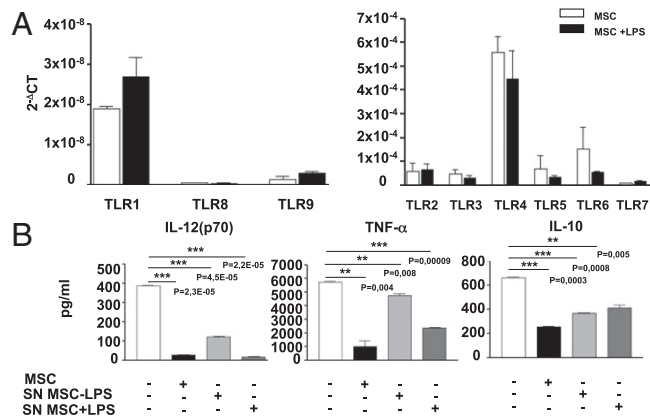 A
2-ΔCT
4x10-8
3x10-8
2x10-8
1x10-8
0
TLR1 TLR8 TLR9
7x10-4
6x10-4
5x10-4
4x10-4
3x10-4
2x10-4
1x10-4
0
TLR2 TLR3 TLR4 TLR5 TLR6 TLR7
MSC
MSC +LPS
B
pg/ml
IL-12(p70)
***
P=2,2E-05
***
P=4,5E-05
***
P=2,3E-05
500
400
300
200
100
0
TNF-α
***
P=0,00009
**
P=0,008
**
P=0,004
7000
6000
5000
4000
3000
2000
1000
0
IL-10
**
P=0,005
***
P=0,0008
***
P=0,0003
800
600
400
200
0
MSC - + - - - + - - - + - -
SN MSC-LPS - - + - - - + - - - + -
SN MSC+LPS - - - + - - - + - - - +